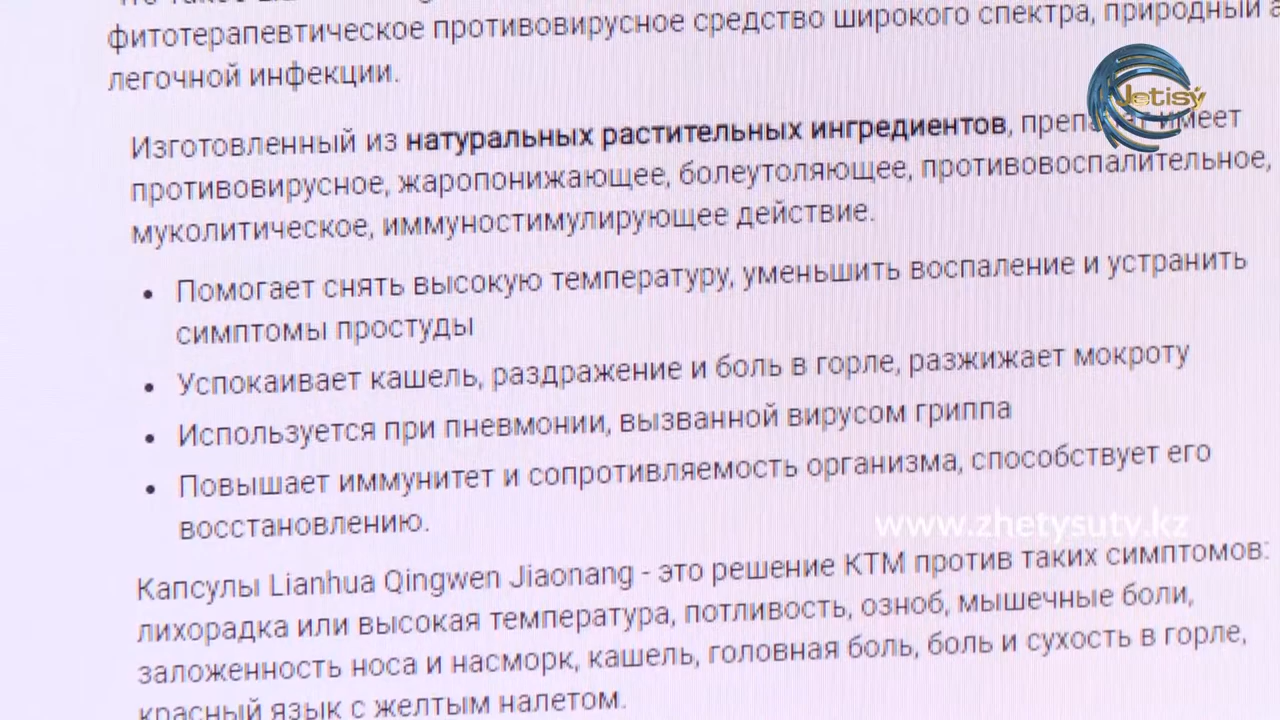 фитотерапевтическое противовирусное средство широкого спектра, природный
легочной инфекции.
Jetisý
Изготовленный из натуральных растительных ингредиентов, препарат имеет
противовирусное, жаропонижающее, болеутоляющее, противовоспалительное,
муколитическое, иммуностимулирующее действие.
• Помогает снять высокую температуру, уменьшить воспаление и устранить
симптомы простуды
• Успокаивает кашель, раздражение и боль в горле, разжижает мокроту
• Используется при пневмонии, вызванной вирусом гриппа
• Повышает иммунитет и сопротивляемость организма, способствует его
восстановлению.
www.zhetysutv.kz
Капсулы Lianhua Qingwen Jiaonang - это решение КТМ против таких симптомов:
лихорадка или высокая температура, потливость, озноб, мышечные боли,
заложенность носа и насморк, кашель, головная боль, боль и сухость в горле,
красный язык с желтым налетом.